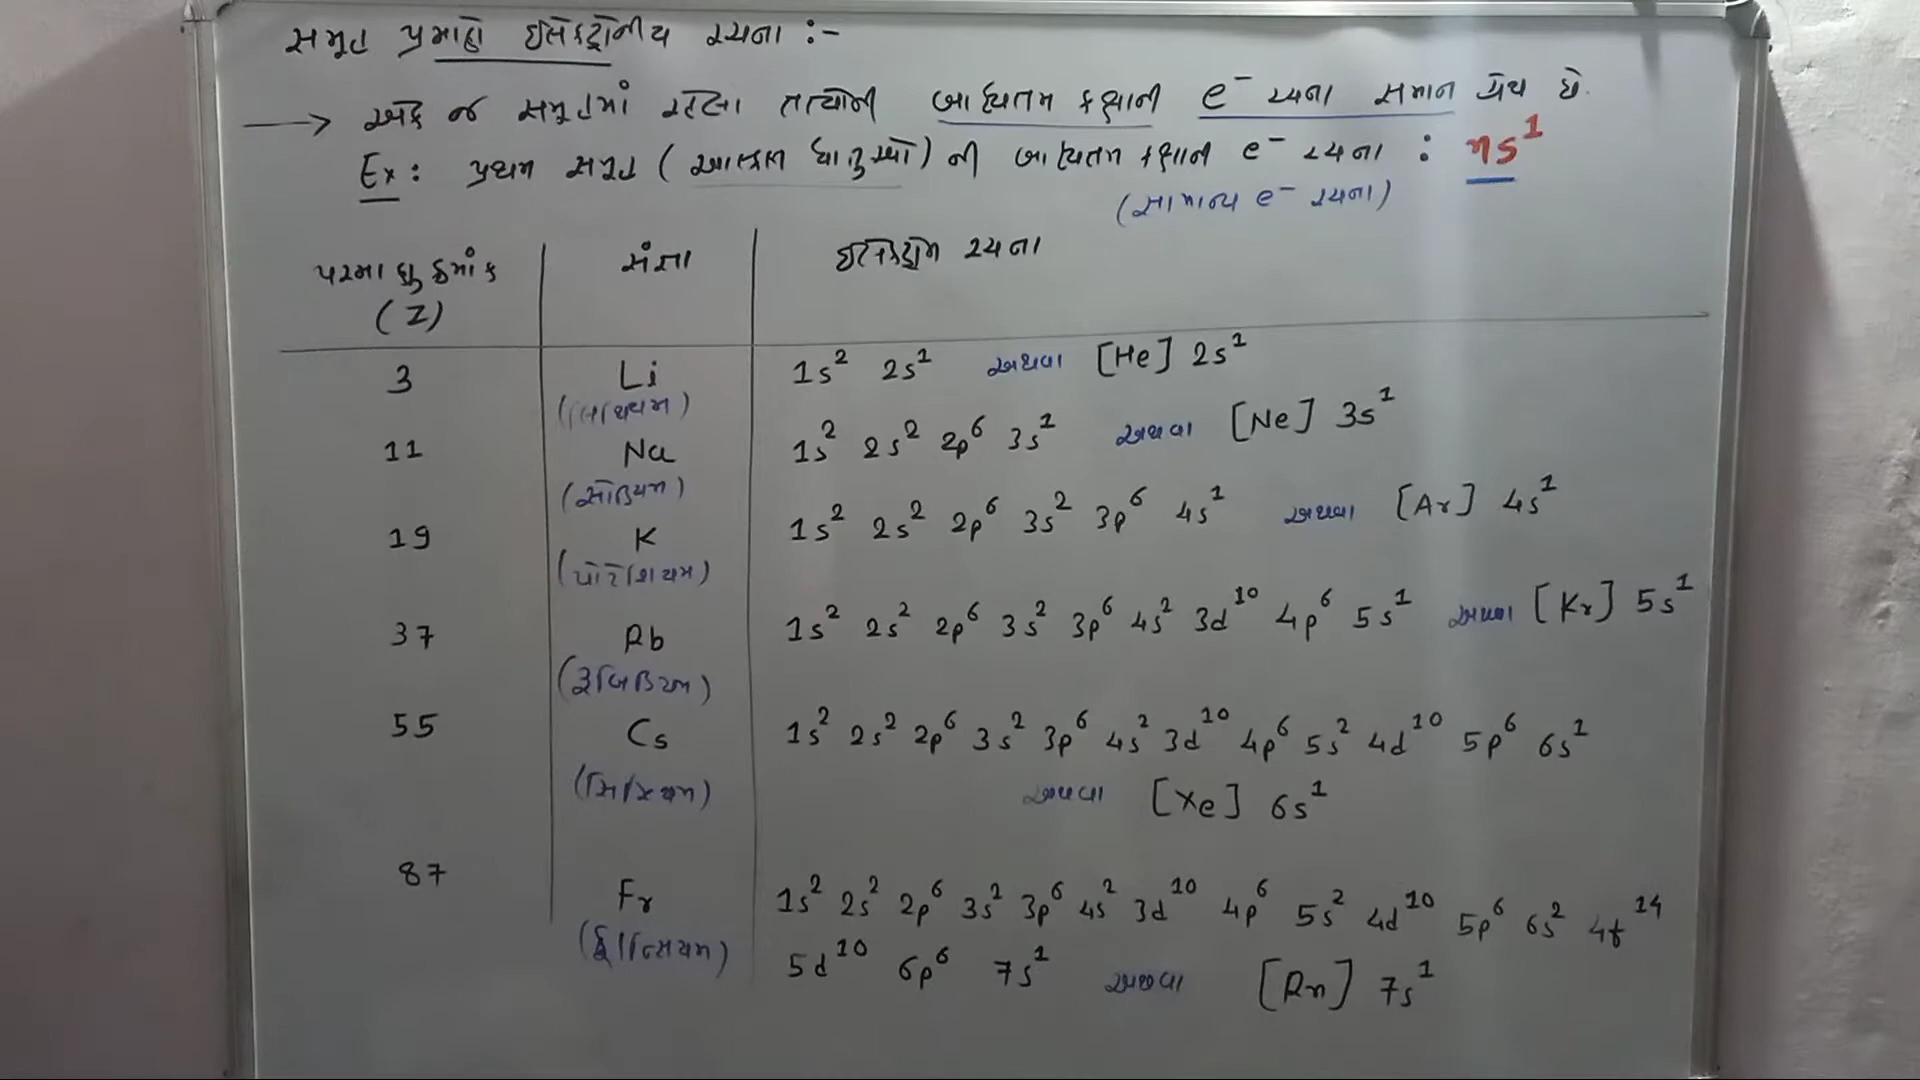 સમૂહ પ્રમાણે ઇલેક્ટ્રોનીય રચના :-
→ એક જ સમૂહમાં રહેલા તત્વોની બાહ્યતમ કક્ષાની e⁻ રચના સમાન હોય છે.
Ex : પ્રથમ સમૂહ (આલ્કલી ધાતુઓ) ની બાહ્યતમ કક્ષાની e⁻ રચના : ns¹
(સામાન્ય e⁻ રચના)
પરમાણુ ક્રમાંક (Z) સંજ્ઞા ઇલેક્ટ્રોન રચના
3 Li 1s² 2s¹ અથવા [He] 2s¹
(લિથિયમ)
11 Na 1s² 2s² 2p⁶ 3s¹ અથવા [Ne] 3s¹
(સોડિયમ)
19 K 1s² 2s² 2p⁶ 3s² 3p⁶ 4s¹ અથવા [Ar] 4s¹
(પોટેશિયમ)
37 Rb 1s² 2s² 2p⁶ 3s² 3p⁶ 4s² 3d¹⁰ 4p⁶ 5s¹ અથવા [Kr] 5s¹
(રૂબિડિયમ)
55 Cs 1s² 2s² 2p⁶ 3s² 3p⁶ 4s² 3d¹⁰ 4p⁶ 5s² 4d¹⁰ 5p⁶ 6s¹
(સિઝિયમ) અથવા [Xe] 6s¹
87 Fr 1s² 2s² 2p⁶ 3s² 3p⁶ 4s² 3d¹⁰ 4p⁶ 5s² 4d¹⁰ 5p⁶ 6s² 4f¹⁴
(ફ્રાન્સિયમ) 5d¹⁰ 6p⁶ 7s¹ અથવા [Rn] 7s¹